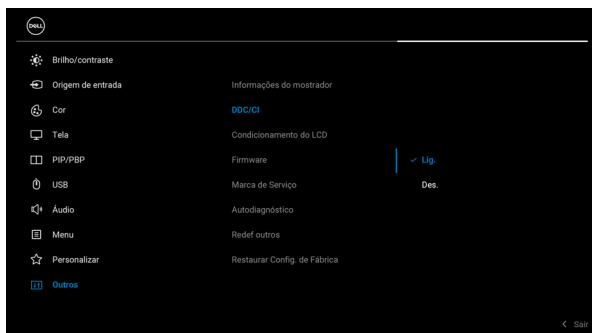 DELL
Brilho/contraste
Origem de entrada
Informações do mostrador
Cor
DDC/CI
Tela
Condicionamento do LCD
PIP/PBP
Firmware
Lig.
USB
Marca de Serviço
Des.
Áudio
Autodiagnóstico
Menu
Redef outros
Personalizar
Restaurar Config. de Fábrica
Outros
Sair